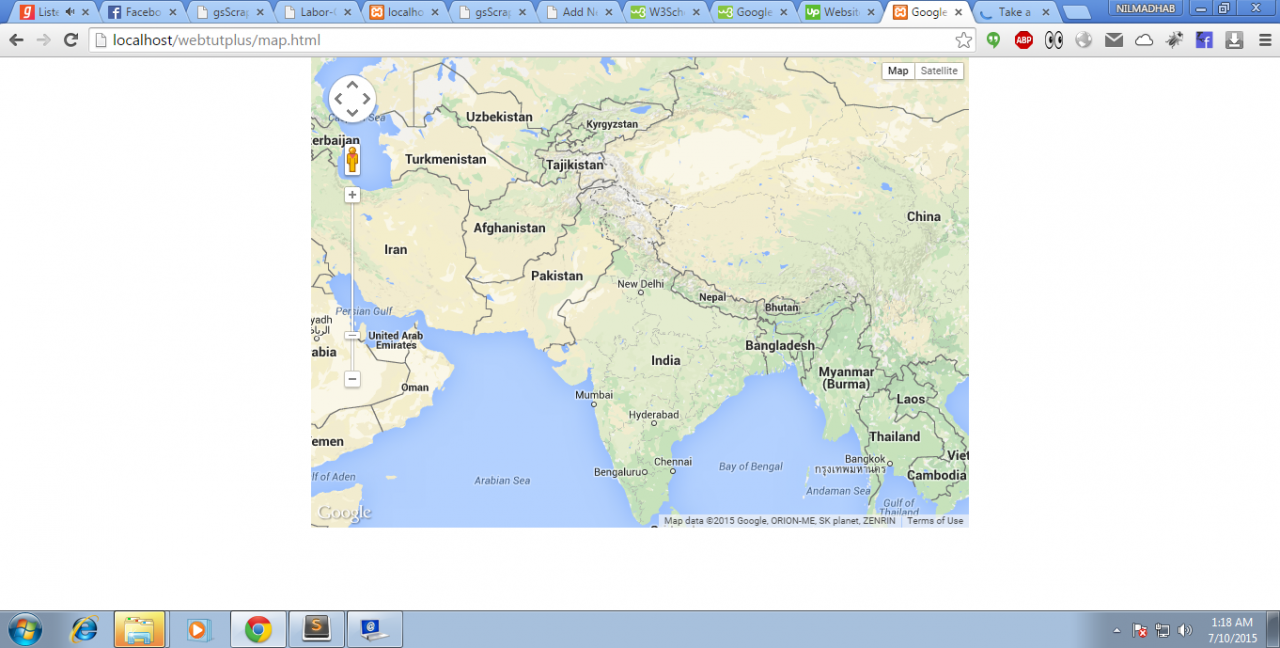 Liste
Facebo
gsScrap
Labor-C
localho
gsScrap
Add Ne
W3Sch
Google
Website
Google
Take a
NILMADHAB
localhost/webtutplus/map.html
ABP
Map
Satellite
Uzbekistan
Kyrgyzstan
erbaijan
Turkmenistan
Tajikistan
China
Afghanistan
Iran
Pakistan
New Delhi
Nepal
Bhutan
Persian Gulf
yadh
United Arab
Emirates
Bangladesh
abia
India
Myanmar
(Burma)
Oman
Mumbai
Laos
Hyderabad
emen
Thailand
Viet
Chennai
Bangkok
กรุงเทพมหานคร
Bengaluru
Bay of Bengal
Cambodia
lf of Aden
Arabian Sea
Andaman Sea
Gulf of
Thailand
Google
Map data ©2015 Google, ORION-ME, SK planet, ZENRIN
Terms of Use
1:18 AM
7/10/2015